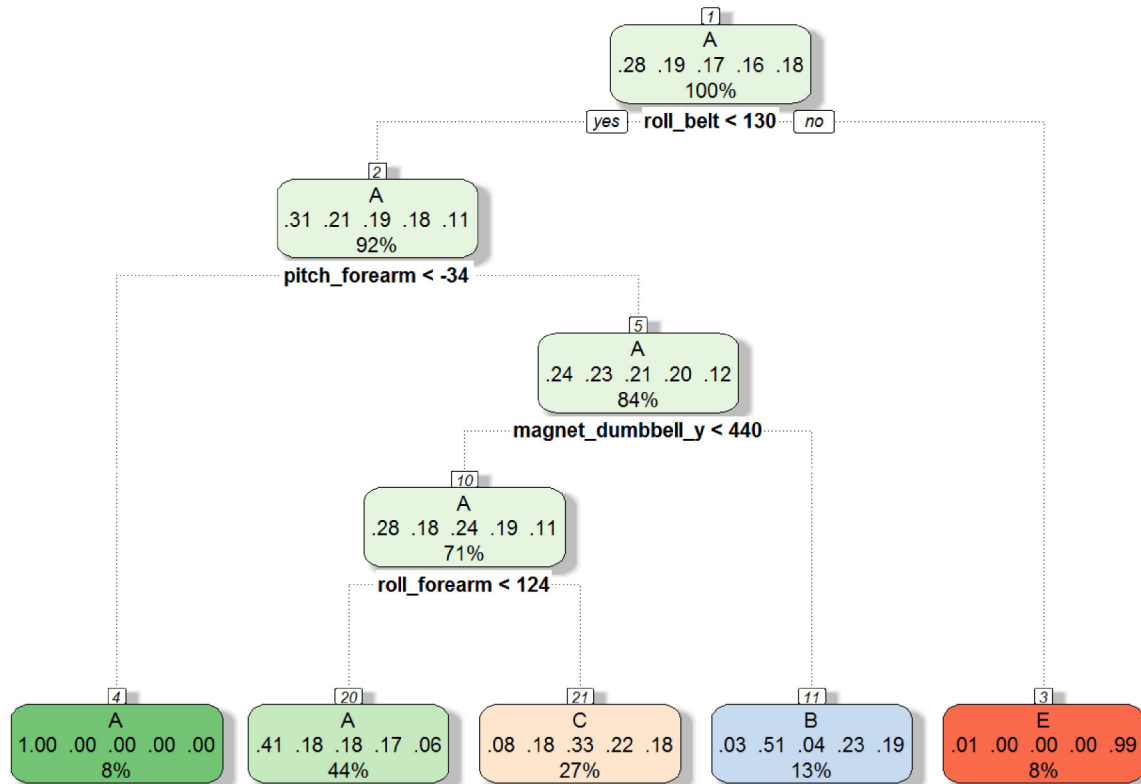 1
A
.28 .19 .17 .16 .18
100%
yes roll_belt < 130 no
2
A
.31 .21 .19 .18 .11
92%
pitch_forearm < -34
5
A
.24 .23 .21 .20 .12
84%
magnet_dumbbell_y < 440
10
A
.28 .18 .24 .19 .11
71%
roll_forearm < 124
4
A
1.00 .00 .00 .00 .00
8%
20
A
.41 .18 .18 .17 .06
44%
21
C
.08 .18 .33 .22 .18
27%
11
B
.03 .51 .04 .23 .19
13%
3
E
.01 .00 .00 .00 .99
8%